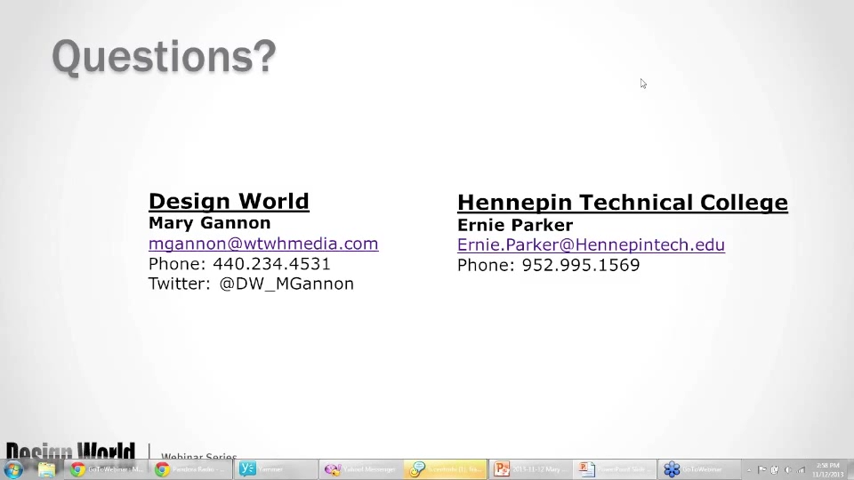 Questions?
Design World
Mary Gannon
mgannon@wtwhmedia.com
Phone: 440.234.4531
Twitter: @DW_MGannon
Hennepin Technical College
Ernie Parker
Ernie.Parker@Hennepintech.edu
Phone: 952.995.1569
Design World
Webinar Series
GoToWebinar